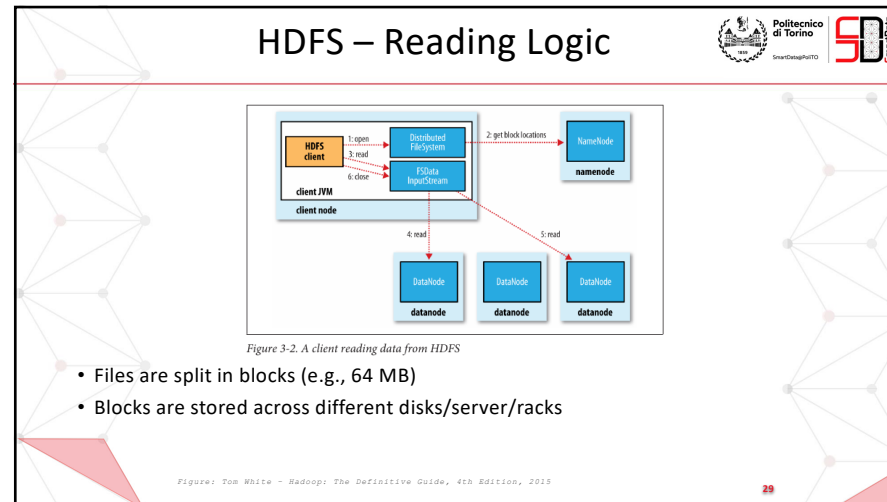 HDFS – Reading Logic
Politecnico
di Torino
1859
SmartData@PoliTO
HDFS
client
1: open
3: read
6: close
Distributed
FileSystem
FSData
InputStream
client JVM
client node
2: get block locations
NameNode
namenode
4: read
5: read
DataNode
datanode
DataNode
datanode
DataNode
datanode
Figure 3-2. A client reading data from HDFS
• Files are split in blocks (e.g., 64 MB)
• Blocks are stored across different disks/server/racks
Figure: Tom White - Hadoop: The Definitive Guide, 4th Edition, 2015
29